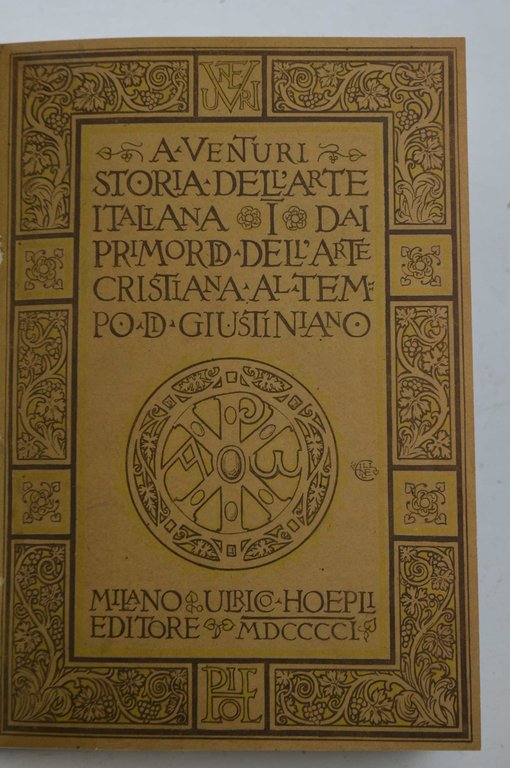 A·VENTURI
STORIA·DELL'ARTE
ITALIANA I DAI
PRIMORDI·DELL'ARTE
CRISTIANA·AL·TEM=
PO·DI·GIUSTINIANO
A P W
MILANO ULRICO·HOEPLI
EDITORE MDCCCCI